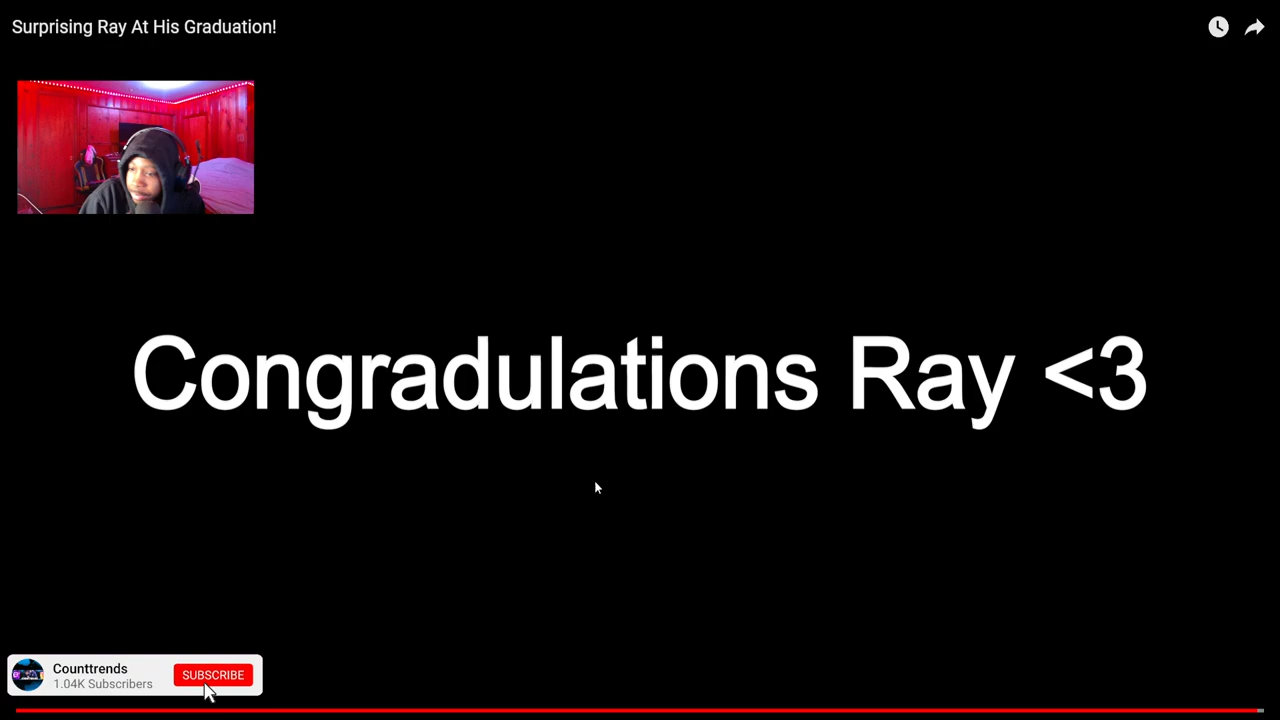 Surprising Ray At His Graduation!
Congradulations Ray <3
Counttrends
1.04K Subscribers
SUBSCRIBE